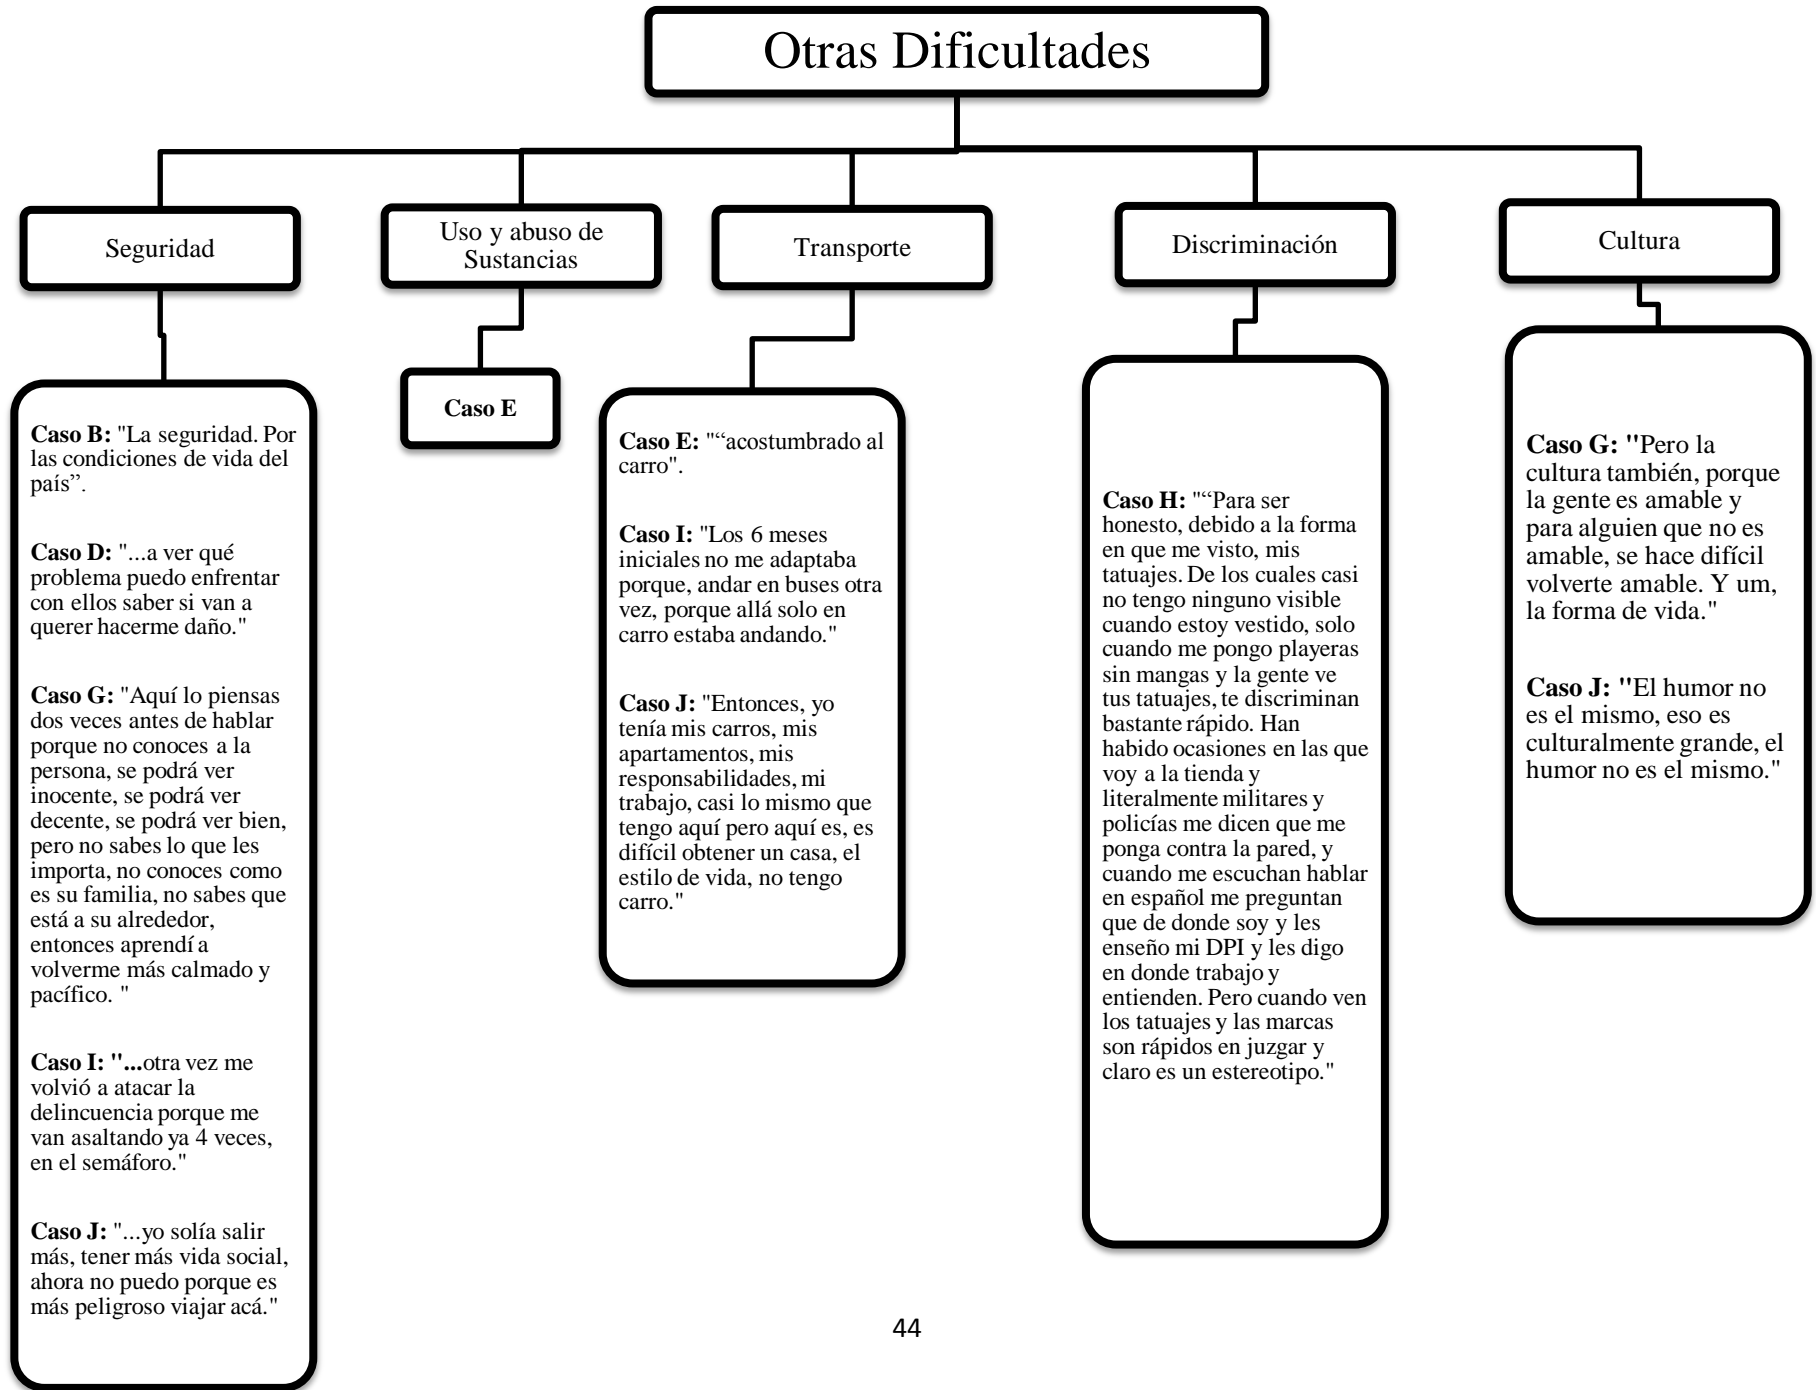 Otras Dificultades
Seguridad
Uso y abuso de
Sustancias
Transporte
Discriminación
Cultura
Caso B: "La seguridad. Por
las condiciones de vida del
país”.
Caso D: "...a ver qué
problema puedo enfrentar
con ellos saber si van a
querer hacerme daño."
Caso G: "Aquí lo piensas
dos veces antes de hablar
porque no conoces a la
persona, se podrá ver
inocente, se podrá ver
decente, se podrá ver bien,
pero no sabes lo que les
importa, no conoces como
es su familia, no sabes que
está a su alrededor,
entonces aprendí a
volverme más calmado y
pacífico. "
Caso I: "...otra vez me
volvió a atacar la
delincuencia porque me
van asaltando ya 4 veces,
en el semáforo."
Caso J: "...yo solía salir
más, tener más vida social,
ahora no puedo porque es
más peligroso viajar acá."
Caso E
Caso E: "“acostumbrado al
carro".
Caso I: "Los 6 meses
iniciales no me adaptaba
porque, andar en buses otra
vez, porque allá solo en
carro estaba andando."
Caso J: "Entonces, yo
tenía mis carros, mis
apartamentos, mis
responsabilidades, mi
trabajo, casi lo mismo que
tengo aquí pero aquí es, es
difícil obtener un casa, el
estilo de vida, no tengo
carro."
Caso H: "“Para ser
honesto, debido a la forma
en que me visto, mis
tatuajes. De los cuales casi
no tengo ninguno visible
cuando estoy vestido, solo
cuando me pongo playeras
sin mangas y la gente ve
tus tatuajes, te discriminan
bastante rápido. Han
habido ocasiones en las que
voy a la tienda y
literalmente militares y
policías me dicen que me
ponga contra la pared, y
cuando me escuchan hablar
en español me preguntan
que de donde soy y les
enseño mi DPI y les digo
en donde trabajo y
entienden. Pero cuando ven
los tatuajes y las marcas
son rápidos en juzgar y
claro es un estereotipo."
Caso G: "Pero la
cultura también, porque
la gente es amable y
para alguien que no es
amable, se hace difícil
volverte amable. Y um,
la forma de vida."
Caso J: "El humor no
es el mismo, eso es
culturalmente grande, el
humor no es el mismo."
44